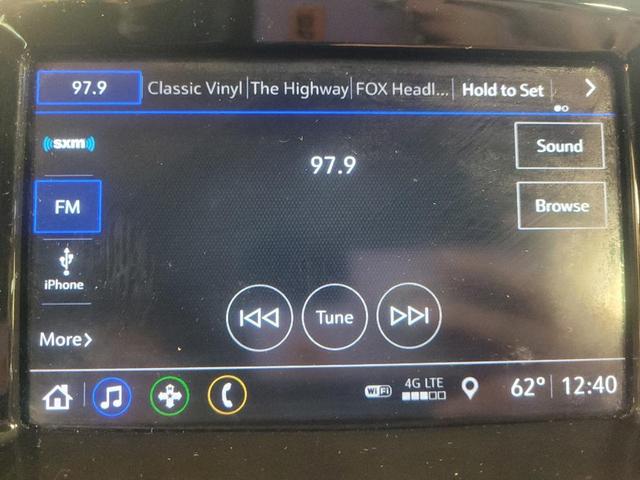 97.9 Classic Vinyl The Highway FOX Headl... Hold to Set
sxm
97.9
Sound
FM
Browse
iPhone
Tune
More
WiFi 4G LTE 62° 12:40